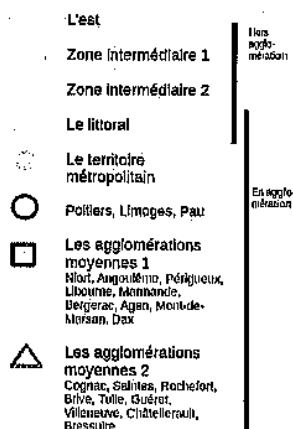 L'est
Hors
agglo-
mération
Zone intermédiaire 1
Zone intermédiaire 2
Le littoral
Le territoire
métropolitain
En agglo
mération
Poitiers, Limoges, Pau
Les agglomérations
moyennes 1
Niort, Angoulême, Périgueux,
Libourne, Marmande,
Bergerac, Agen, Mont-de-
Marsan, Dax
Les agglomérations
moyennes 2
Cognac, Saintes, Rochefort,
Brive, Tulle, Guéret,
Villeneuve, Châtellerault,
Bressuire